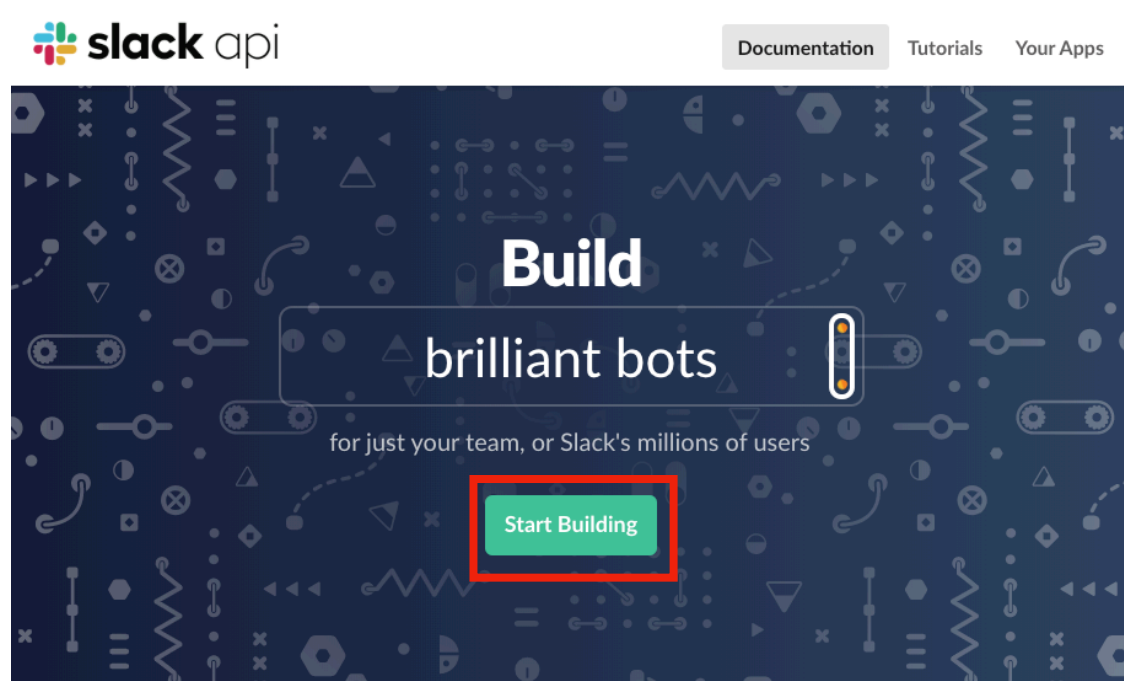 slack api
Documentation Tutorials Your Apps
Build
brilliant bots
for just your team, or Slack's millions of users
Start Building